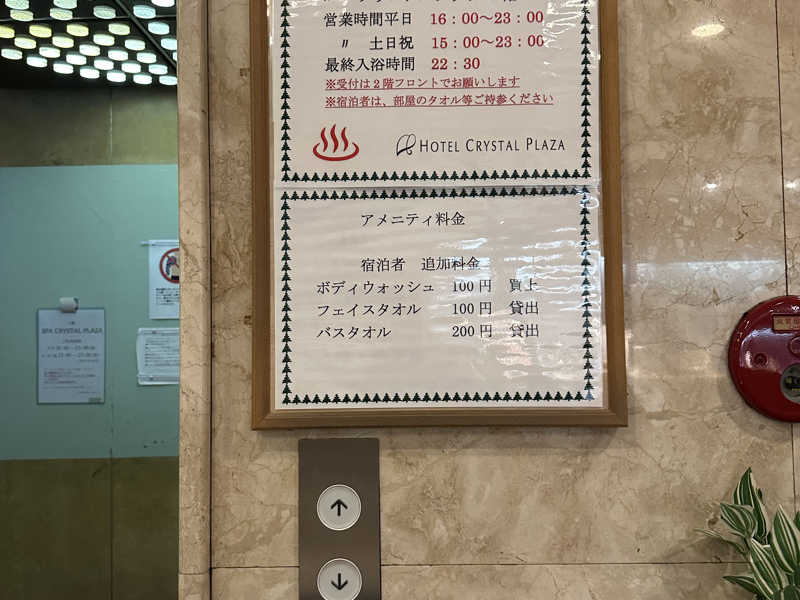 営業時間平日 16:00～23:00
〃 土日祝 15:00～23:00
最終入浴時間 22:30
※受付は2階フロントでお願いします
※宿泊者は、部屋のタオル等ご持参ください
HOTEL CRYSTAL PLAZA
アメニティ料金
宿泊者 追加料金
ボディウォッシュ 100円 買上
フェイスタオル 100円 貸出
バスタオル 200円 貸出
SPA CRYSTAL PLAZA